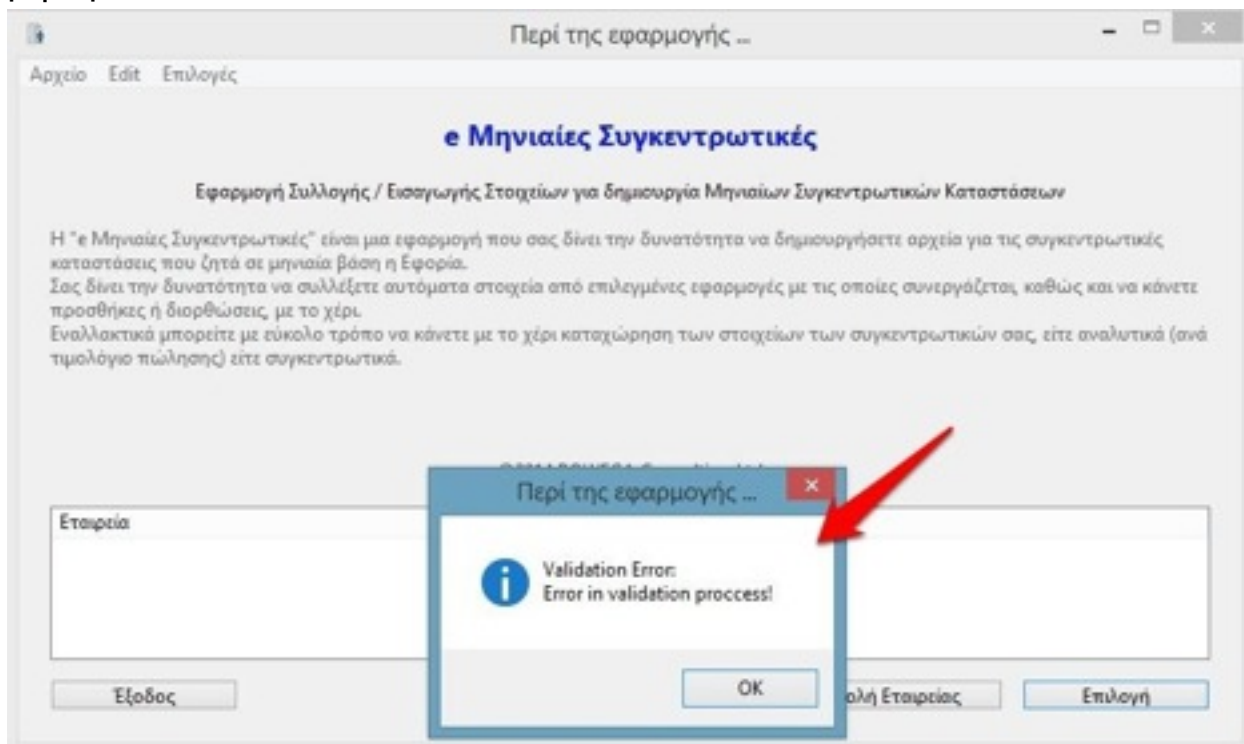 Περί της εφαρμογής ...
Αρχείο Edit Επιλογές
e Μηνιαίες Συγκεντρωτικές
Εφαρμογή Συλλογής / Εισαγωγής Στοιχείων για δημιουργία Μηνιαίων Συγκεντρωτικών Καταστάσεων
Η "e Μηνιαίες Συγκεντρωτικές" είναι μια εφαρμογή που σας δίνει την δυνατότητα να δημιουργήσετε αρχεία για τις συγκεντρωτικές
καταστάσεις που ζητά σε μηνιαία βάση η Εφορία.
Σας δίνει την δυνατότητα να συλλέξετε αυτόματα στοιχεία από επιλεγμένες εφαρμογές με τις οποίες συνεργάζεται, καθώς και να κάνετε
προσθήκες ή διορθώσεις, με το χέρι.
Εναλλακτικά μπορείτε με εύκολο τρόπο να κάνετε με το χέρι καταχώρηση των στοιχείων των συγκεντρωτικών σας, είτε αναλυτικά (ανά
τιμολόγιο πώλησης) είτε συγκεντρωτικά.
Περί της εφαρμογής ...
Εταιρεία
Validation Error:
Error in validation proccess!
OK
Έξοδος
ολή Εταιρείας
Επιλογή